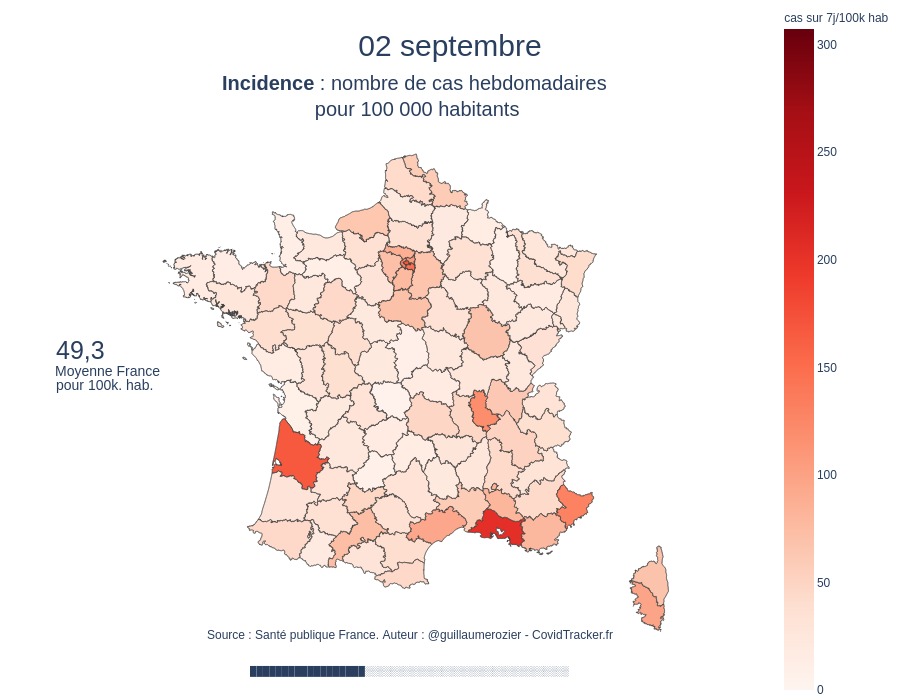 cas sur 7j/100k hab
02 septembre
Incidence : nombre de cas hebdomadaires
pour 100 000 habitants
300
250
200
150
100
50
0
49,3
Moyenne France
pour 100k. hab.
Source : Santé publique France. Auteur : @guillaumerozier - CovidTracker.fr